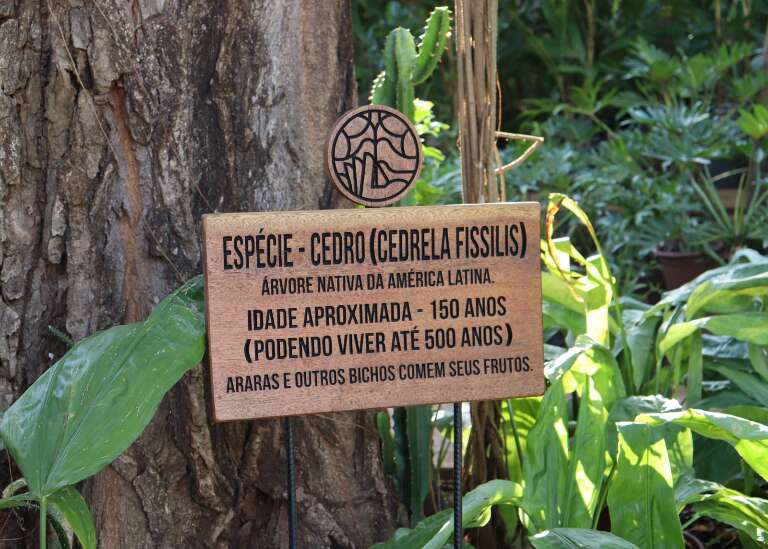 ESPÉCIE - CEDRO (CEDRELA FISSILIS)
ÁRVORE NATIVA DA AMÉRICA LATINA.
IDADE APROXIMADA - 150 ANOS
(PODENDO VIVER ATÉ 500 ANOS)
ARARAS E OUTROS BICHOS COMEM SEUS FRUTOS.